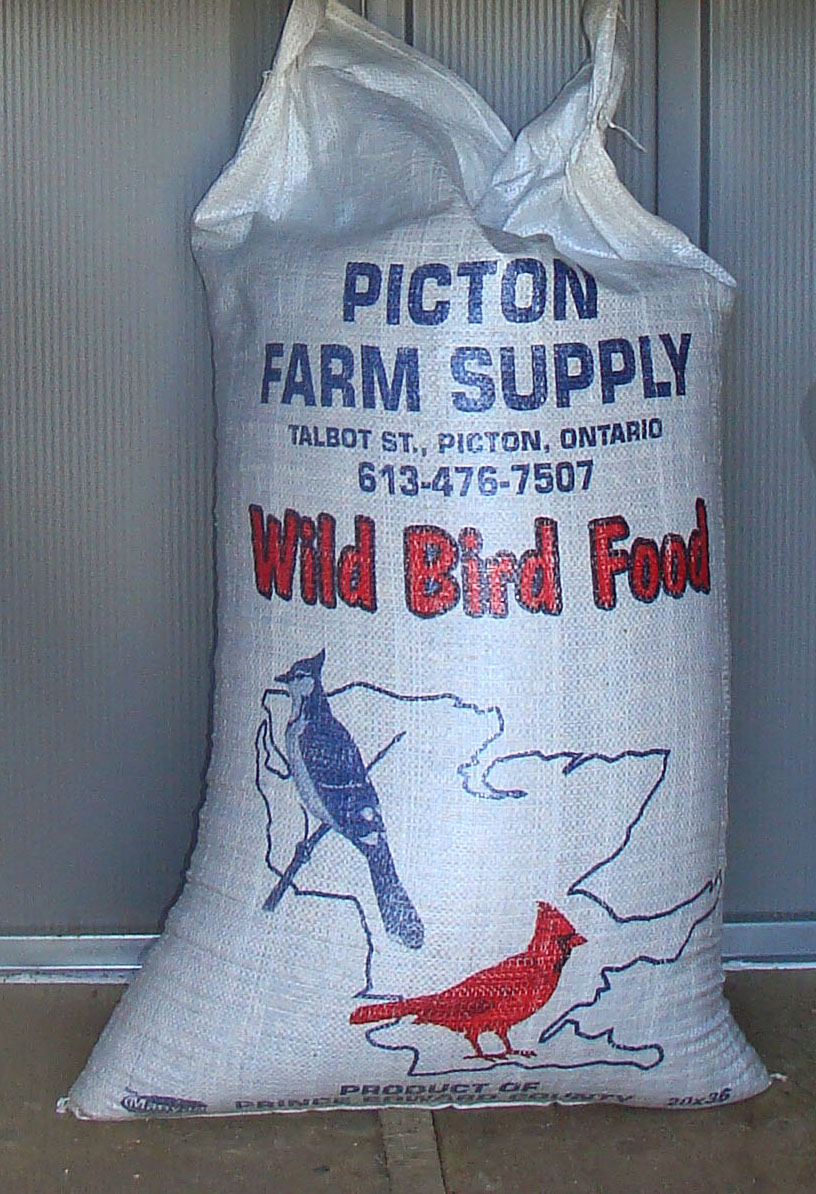 PICTON
FARM SUPPLY
TALBOT ST., PICTON, ONTARIO
613-476-7507
Wild Bird Food
PRODUCT OF
PRINCE EDWARD COUNTY
20x36